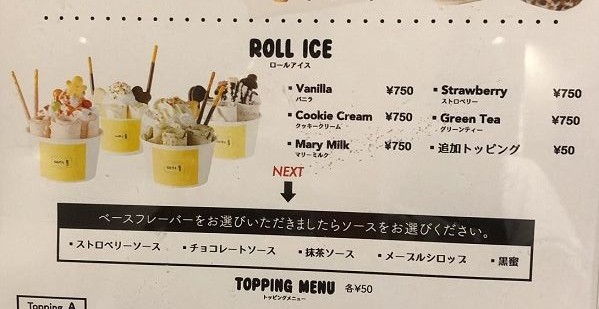 ROLL ICE
ロールアイス
▪ Vanilla ¥750
バニラ
▪ Cookie Cream ¥750
クッキークリーム
▪ Mary Milk ¥750
マリーミルク
▪ Strawberry ¥750
ストロベリー
▪ Green Tea ¥750
グリーンティー
▪ 追加トッピング ¥50
NEXT
ベースフレーバーをお選びいただきましたらソースをお選びください。
・ストロベリーソース ・チョコレートソース ・抹茶ソース ・メープルシロップ ・黒蜜
TOPPING MENU 各¥50
トッピングメニュー
Topping A